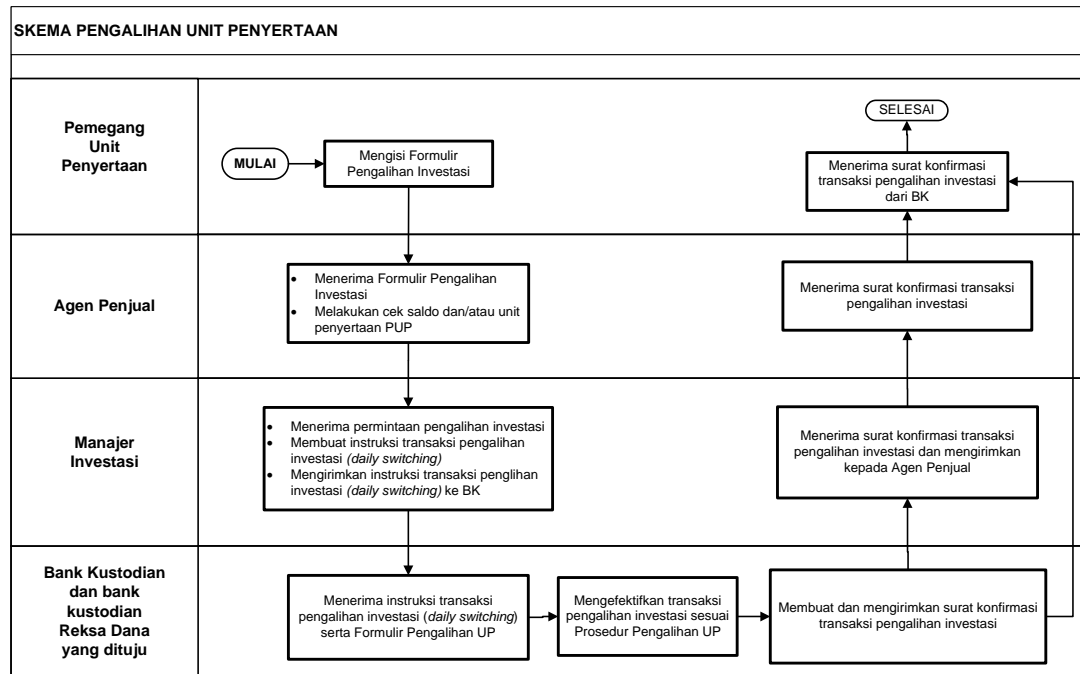 SKEMA PENGALIHAN UNIT PENYERTAAN
Pemegang
Unit
Penyertaan
MULAI
Mengisi Formulir
Pengalihan Investasi
SELESAI
Menerima surat konfirmasi
transaksi pengalihan investasi
dari BK
Agen Penjual
• Menerima Formulir Pengalihan
Investasi
• Melakukan cek saldo dan/atau unit
penyertaan PUP
Menerima surat konfirmasi transaksi
pengalihan investasi
Manajer
Investasi
• Menerima permintaan pengalihan investasi
• Membuat instruksi transaksi pengalihan
investasi (daily switching)
• Mengirimkan instruksi transaksi penglihan
investasi (daily switching) ke BK
Menerima surat konfirmasi transaksi
pengalihan investasi dan mengirimkan
kepada Agen Penjual
Bank Kustodian
dan bank
kustodian
Reksa Dana
yang dituju
Menerima instruksi transaksi
pengalihan investasi (daily switching)
serta Formulir Pengalihan UP
Mengefektifkan transaksi
pengalihan investasi sesuai
Prosedur Pengalihan UP
Membuat dan mengirimkan surat konfirmasi
transaksi pengalihan investasi